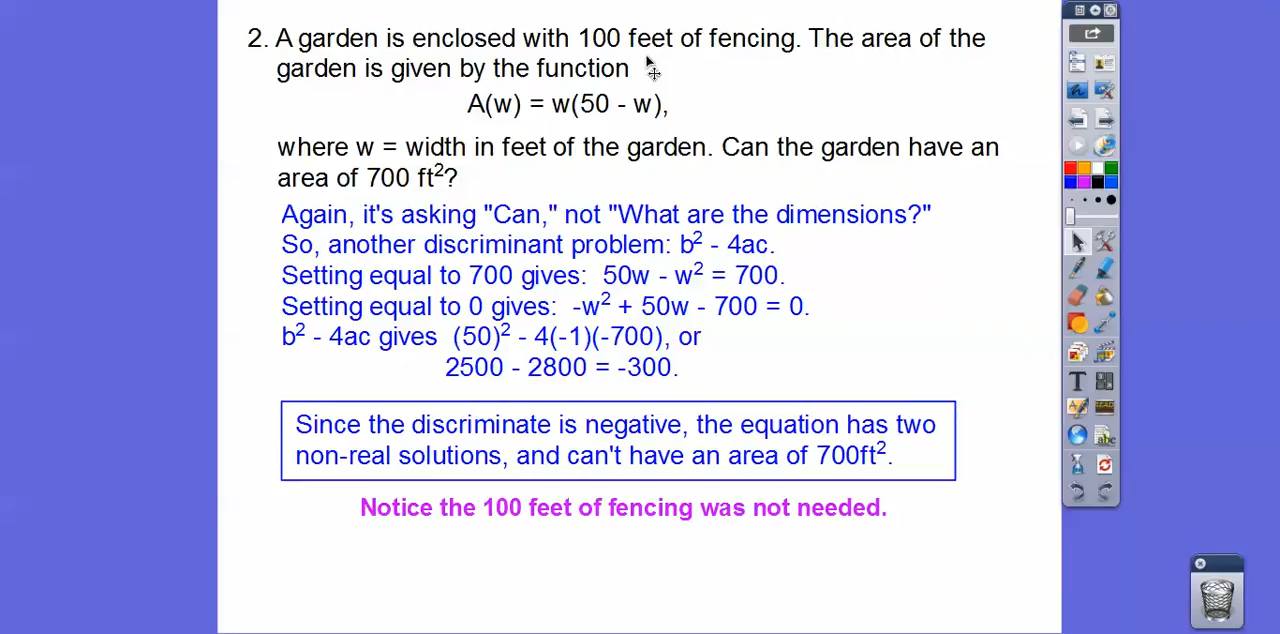 2. A garden is enclosed with 100 feet of fencing. The area of the
garden is given by the function
A(w) = w(50 - w),
where w = width in feet of the garden. Can the garden have an
area of 700 ft²?
Again, it's asking "Can," not "What are the dimensions?"
So, another discriminant problem: b² - 4ac.
Setting equal to 700 gives: 50w - w² = 700.
Setting equal to 0 gives: -w² + 50w - 700 = 0.
b² - 4ac gives (50)² - 4(-1)(-700), or
2500 - 2800 = -300.
Since the discriminate is negative, the equation has two
non-real solutions, and can't have an area of 700ft².
Notice the 100 feet of fencing was not needed.